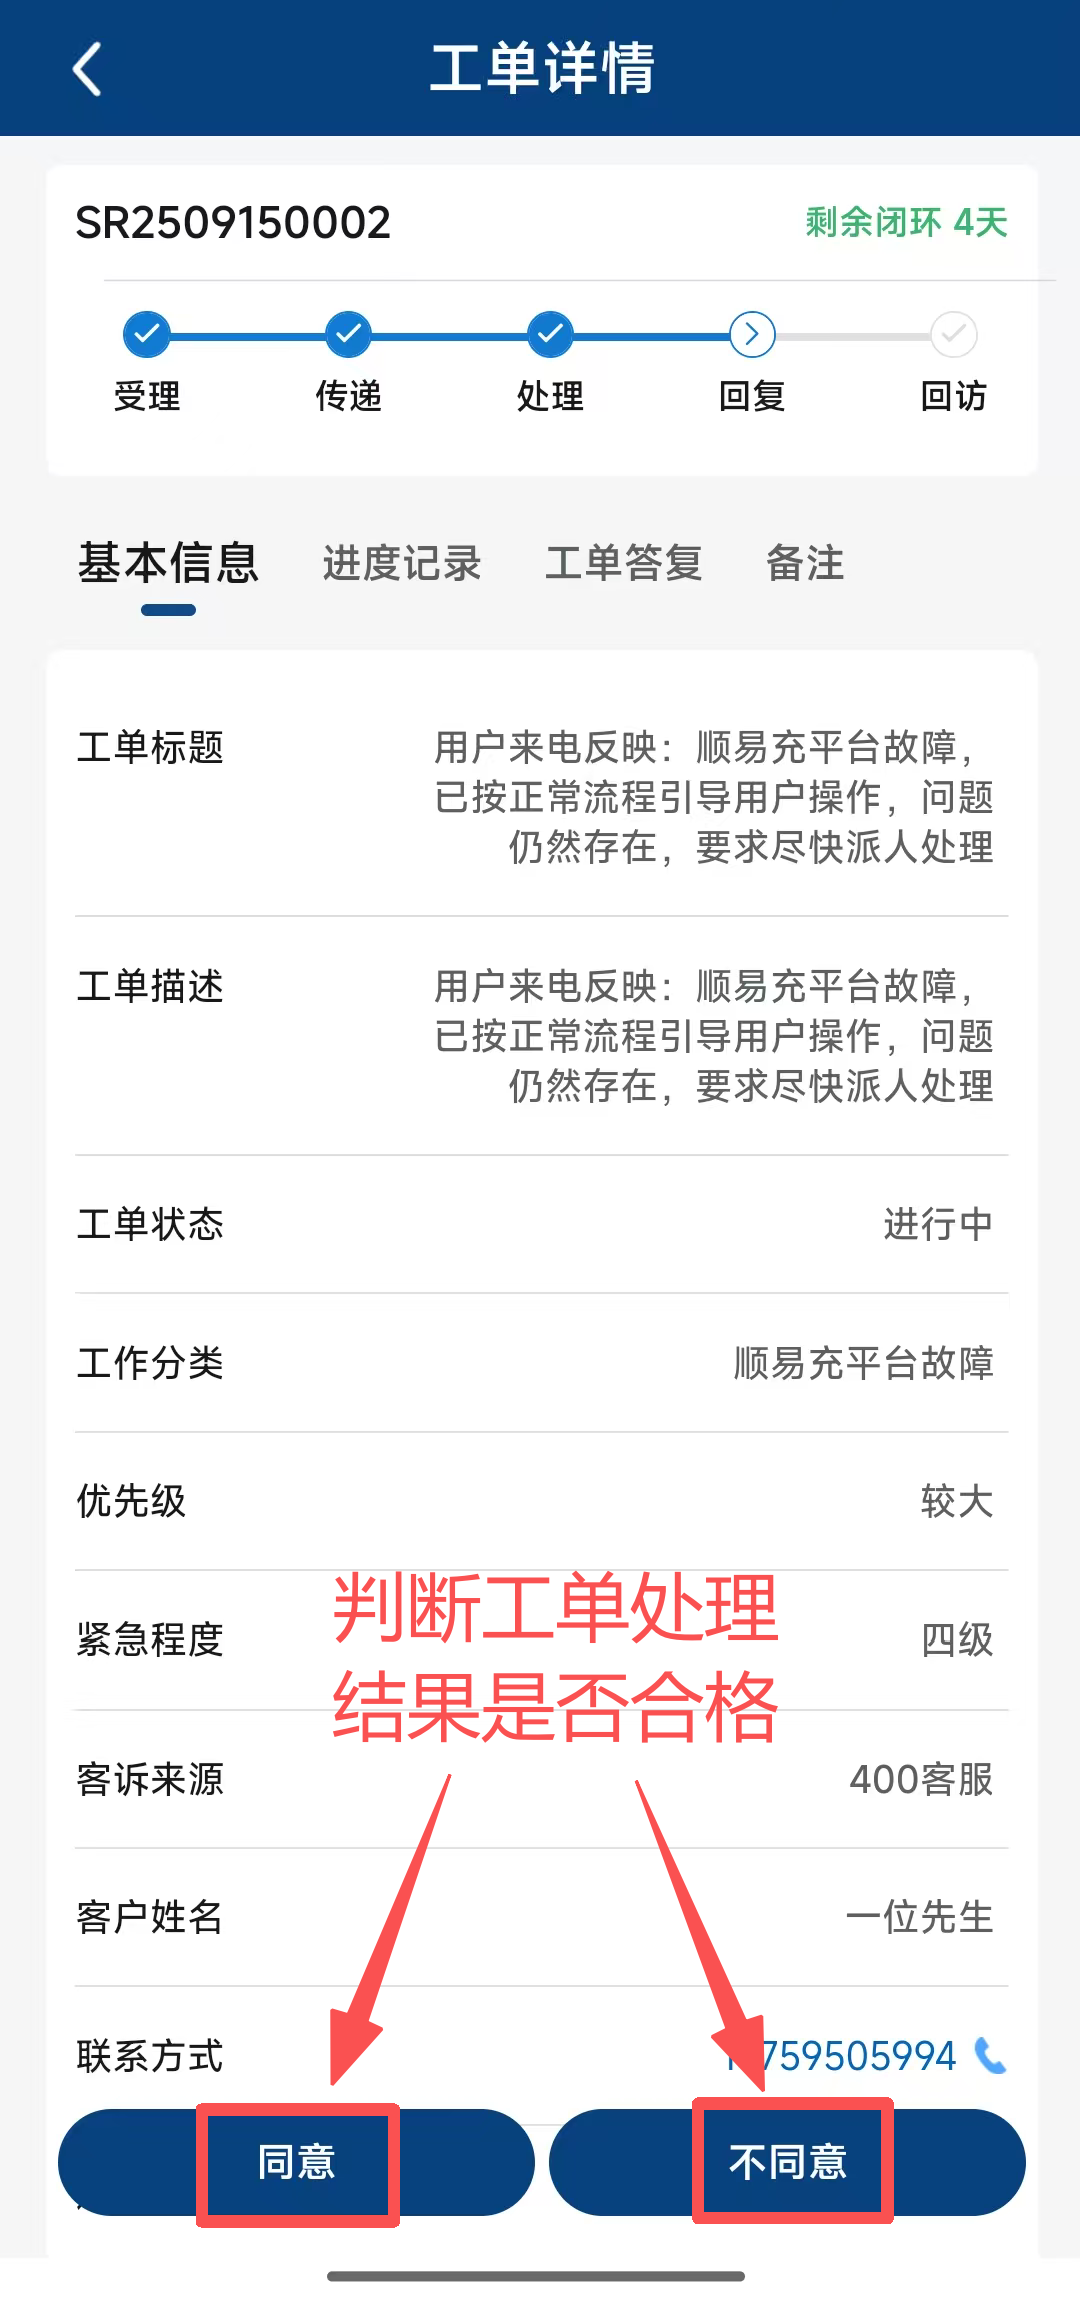 工单详情
SR2509150002
剩余闭环 4天
受理
传递
处理
回复
回访
基本信息
进度记录
工单答复
备注
工单标题
用户来电反映：顺易充平台故障，
已按正常流程引导用户操作，问题
仍然存在，要求尽快派人处理
工单描述
用户来电反映：顺易充平台故障，
已按正常流程引导用户操作，问题
仍然存在，要求尽快派人处理
工单状态
进行中
工作分类
顺易充平台故障
优先级
较大
判断工单处理
结果是否合格
紧急程度
四级
客诉来源
400客服
客户姓名
一位先生
联系方式
759505994
同意
不同意